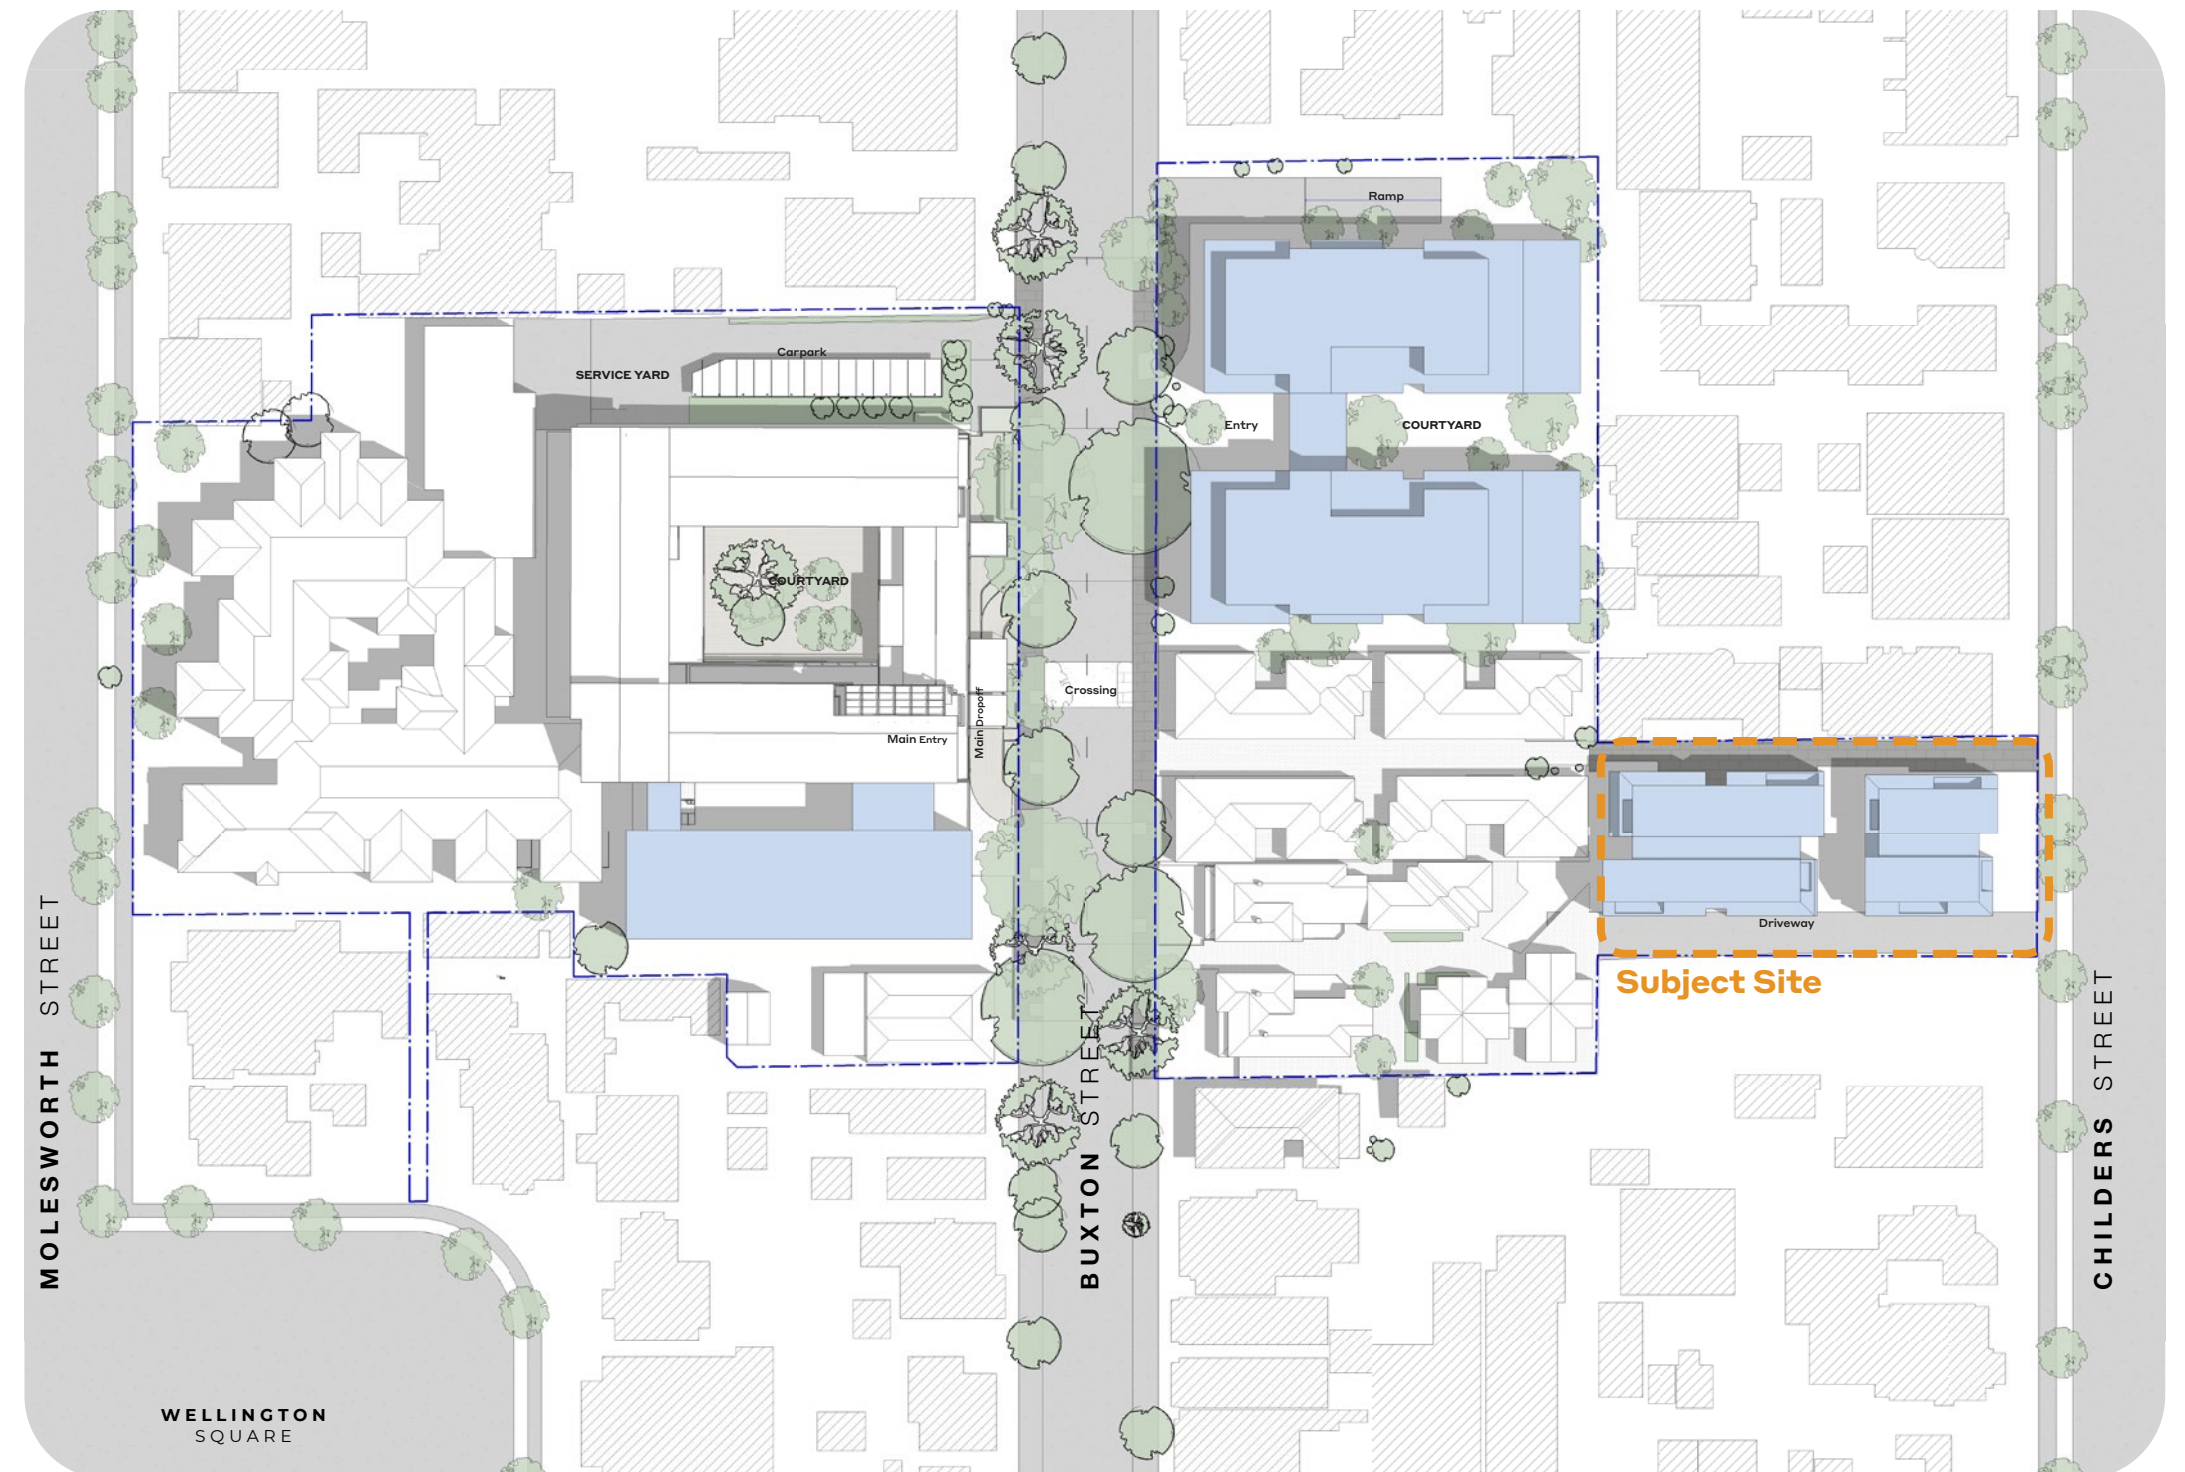 Ramp
Carpark
SERVICE YARD
Entry
COURTYARD
COURTYARD
Crossing
Main Dropoff
Main Entry
Driveway
Subject Site
MOLESWORTH STREET
BUXTON STREET
CHILDERS STREET
WELLINGTON
SQUARE